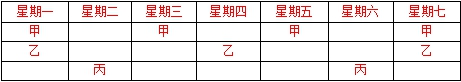 星期一 星期二 星期三 星期四 星期五 星期六 星期七
甲 甲 甲 甲
乙 乙 乙
丙 丙